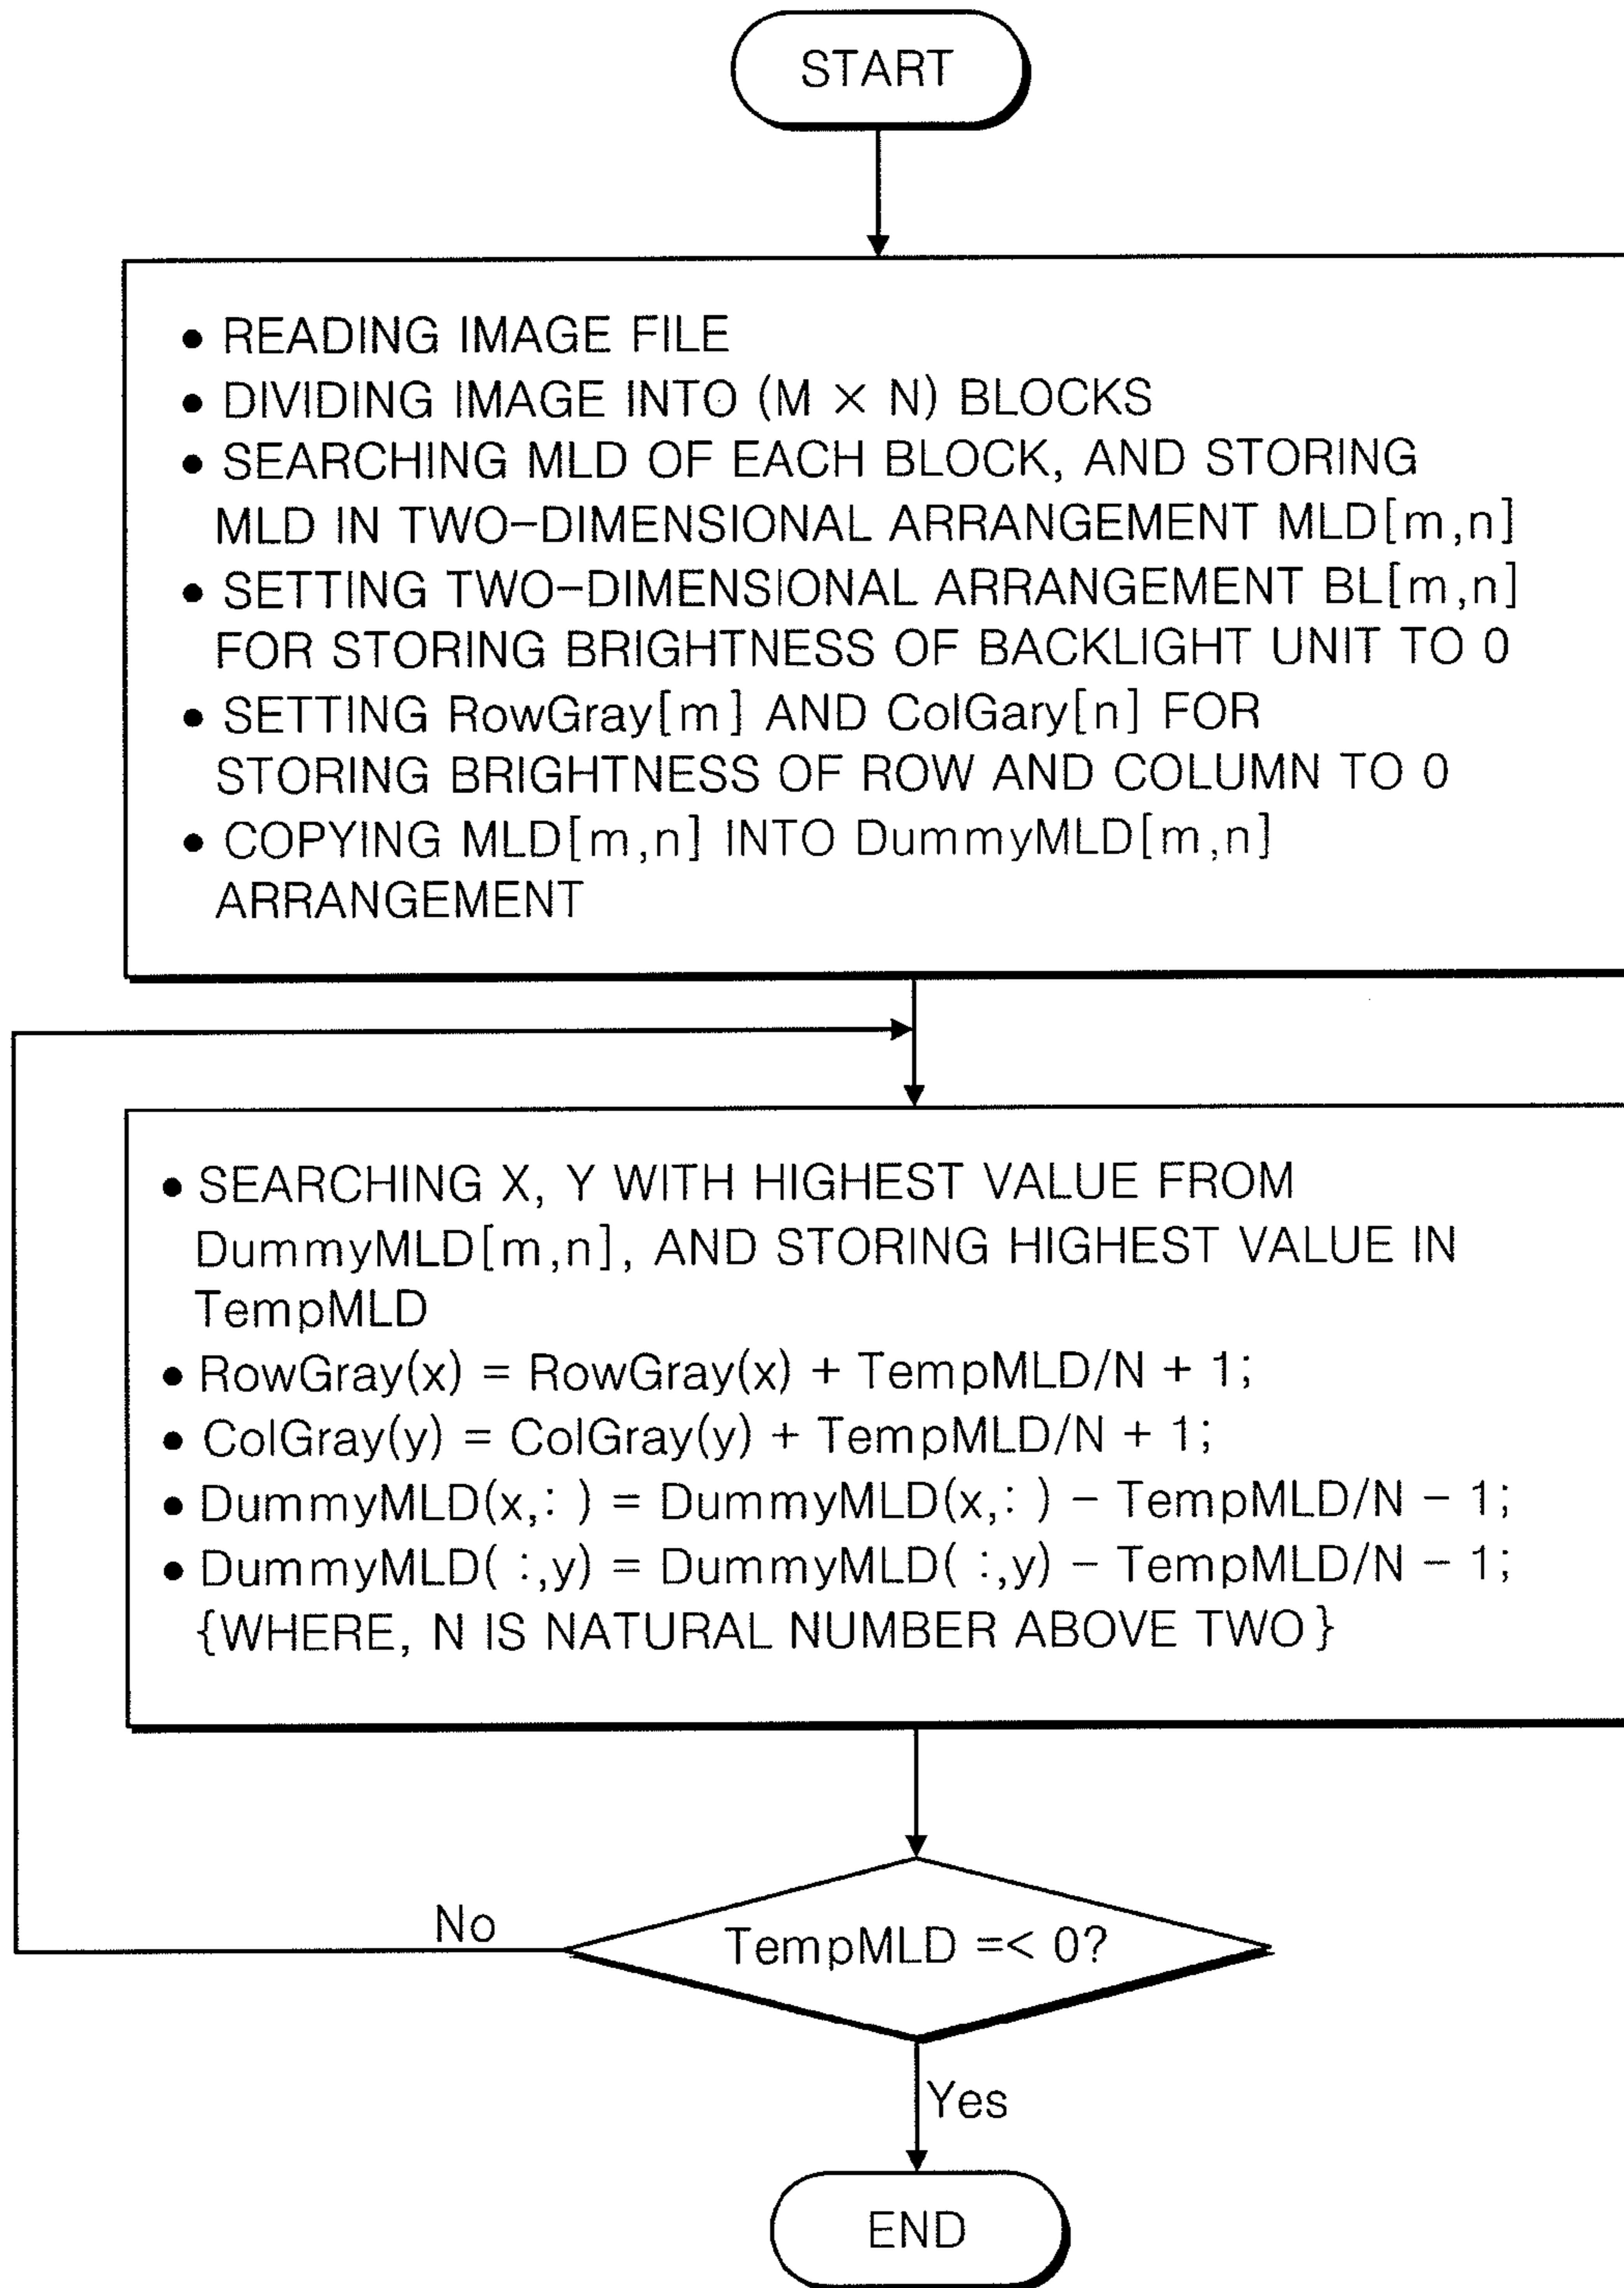 START
• READING IMAGE FILE
• DIVIDING IMAGE INTO (M × N) BLOCKS
• SEARCHING MLD OF EACH BLOCK, AND STORING
MLD IN TWO-DIMENSIONAL ARRANGEMENT MLD[m,n]
• SETTING TWO-DIMENSIONAL ARRANGEMENT BL[m,n]
FOR STORING BRIGHTNESS OF BACKLIGHT UNIT TO 0
• SETTING RowGray[m] AND ColGary[n] FOR
STORING BRIGHTNESS OF ROW AND COLUMN TO 0
• COPYING MLD[m,n] INTO DummyMLD[m,n]
ARRANGEMENT
• SEARCHING X, Y WITH HIGHEST VALUE FROM
DummyMLD[m,n], AND STORING HIGHEST VALUE IN
TempMLD
• RowGray(x) = RowGray(x) + TempMLD/N + 1;
• ColGray(y) = ColGray(y) + TempMLD/N + 1;
• DummyMLD(x,: ) = DummyMLD(x,: ) − TempMLD/N − 1;
• DummyMLD( :,y) = DummyMLD( :,y) − TempMLD/N − 1;
{WHERE, N IS NATURAL NUMBER ABOVE TWO}
No
TempMLD =< 0?
Yes
END